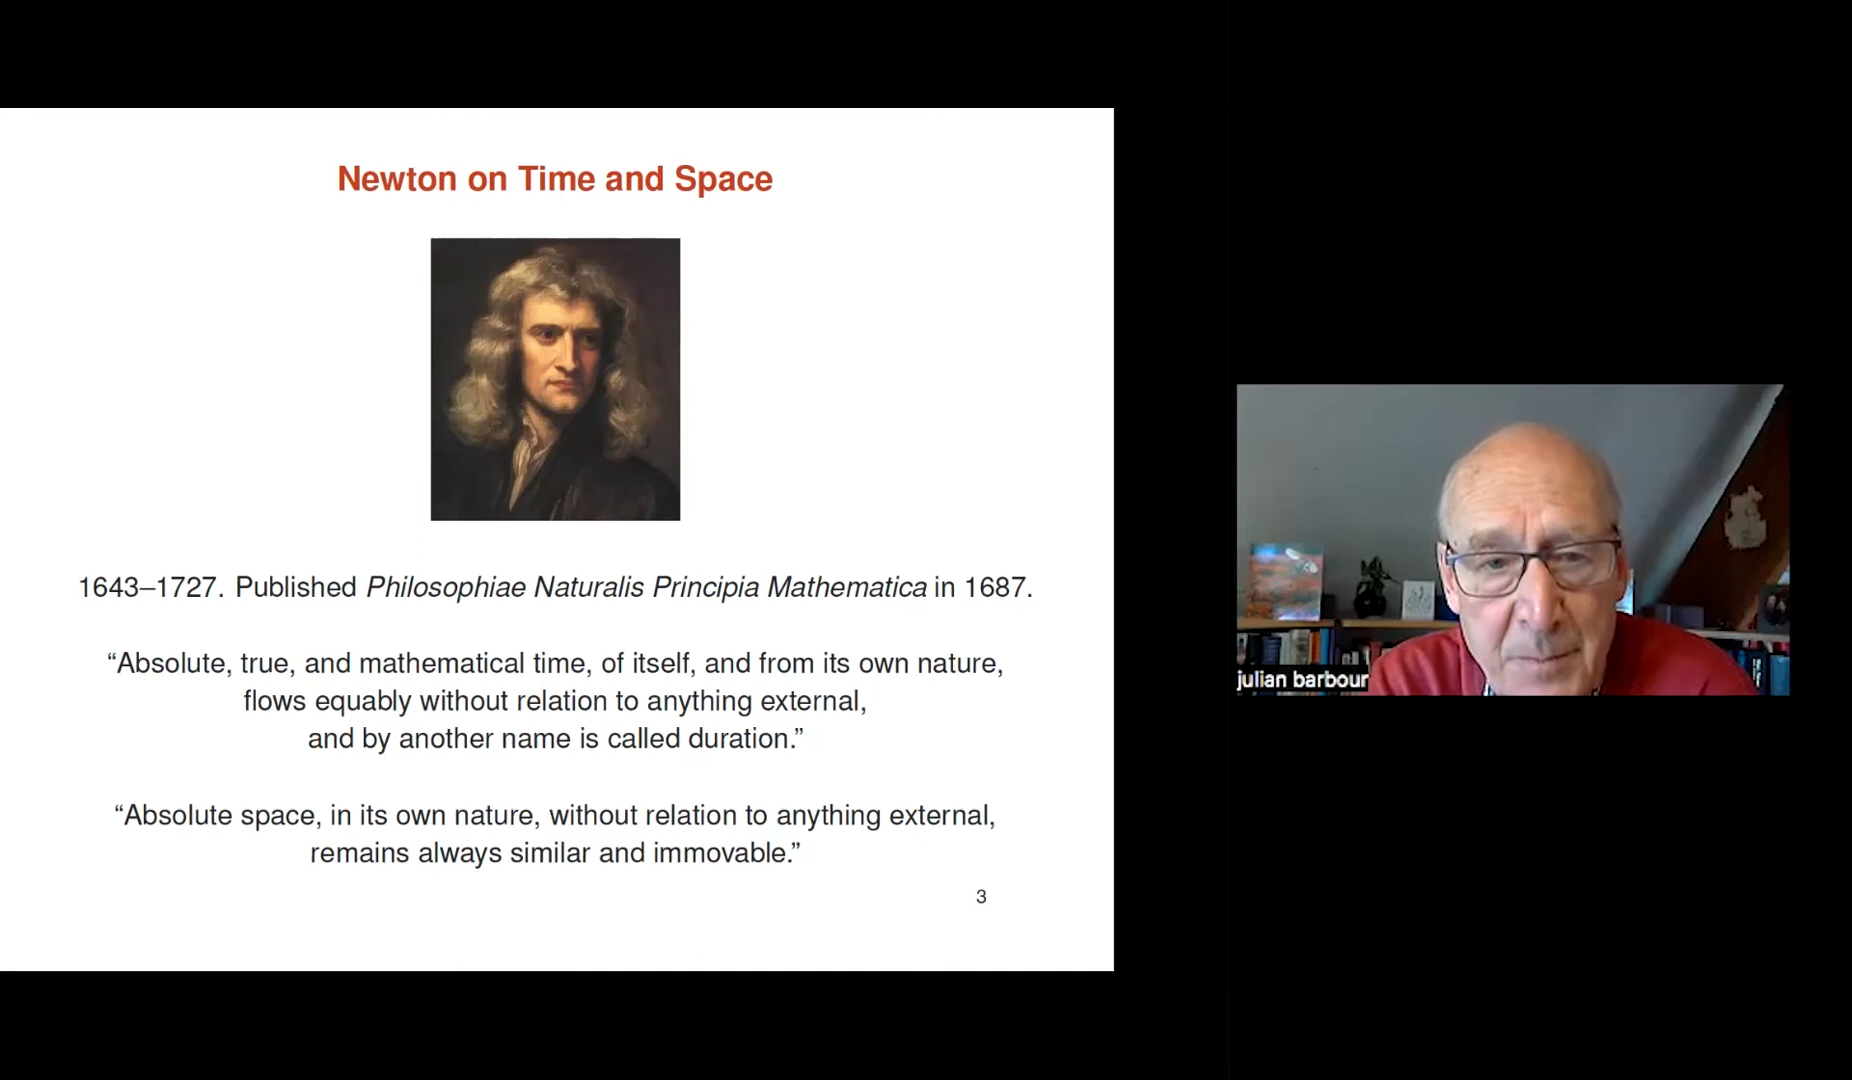 Newton on Time and Space
1643–1727. Published Philosophiae Naturalis Principia Mathematica in 1687.
“Absolute, true, and mathematical time, of itself, and from its own nature,
flows equably without relation to anything external,
and by another name is called duration.”
“Absolute space, in its own nature, without relation to anything external,
remains always similar and immovable.”
3
julian barbour